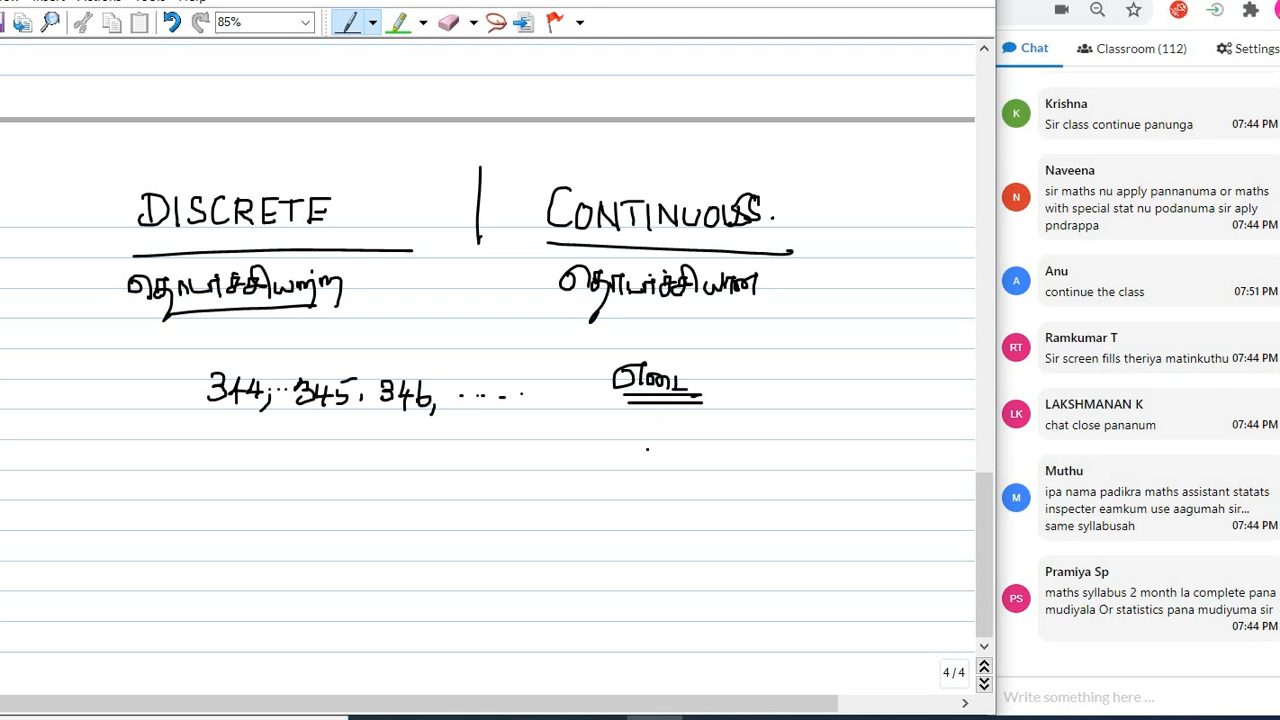 85%
DISCRETE | CONTINUOUS.
தொடர்ச்சியற்ற
தொடர்ச்சியான
344, ... 345, 346, .....
எடை
4 / 4
Chat
Classroom (112)
Settings
K
Krishna
Sir class continue panunga
07:44 PM
N
Naveena
sir maths nu apply pannanuma or maths
with special stat nu podanuma sir aply
pndrappa
07:44 PM
A
Anu
continue the class
07:51 PM
RT
Ramkumar T
Sir screen fills theriya matinkuthu
07:44 PM
LK
LAKSHMANAN K
chat close pananum
07:44 PM
M
Muthu
ipa nama padikra maths assistant statats
inspecter eamkum use aagumah sir...
same syllabusah
07:44 PM
PS
Pramiya Sp
maths syllabus 2 month la complete pana
mudiyala Or statistics pana mudiyuma sir
07:44 PM
Write something here ...